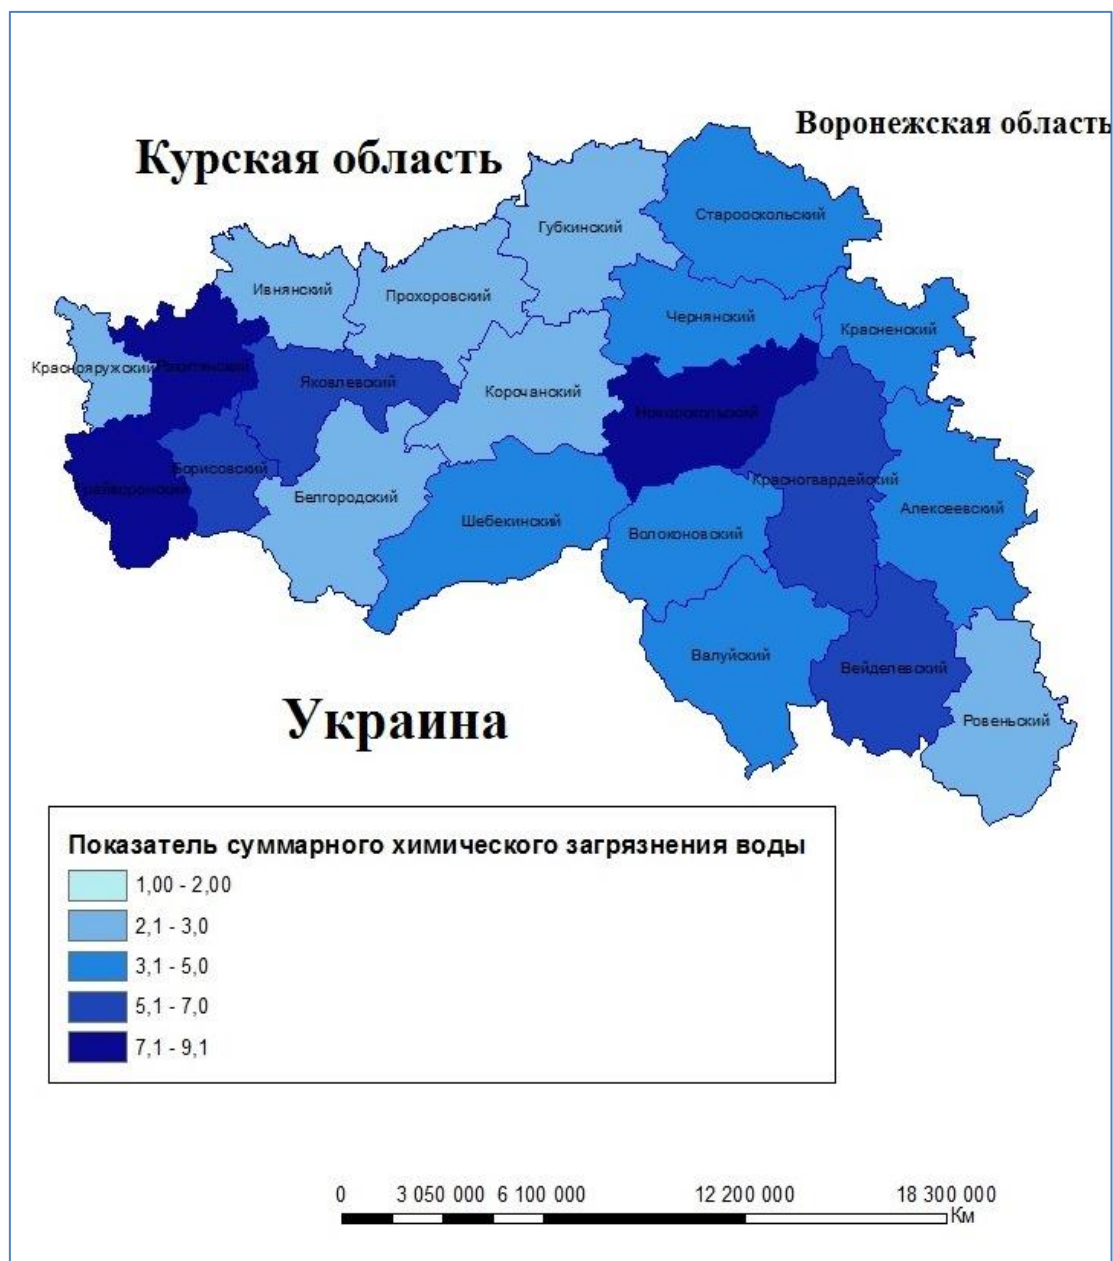 Воронежская область
Курская область
Старооскольский
Губкинский
Ивнянский
Прохоровский
Чернянский
Красненский
Краснояружский
Ракитянский
Яковлевский
Корочанский
Новооскольский
Борисовский
Грайворонский
Белгородский
Красногвардейский
Алексеевский
Шебекинский
Волоконовский
Валуйский
Вейделевский
Ровеньский
Украина
Показатель суммарного химического загрязнения воды
1,00 - 2,00
2,1 - 3,0
3,1 - 5,0
5,1 - 7,0
7,1 - 9,1
0 3 050 000 6 100 000 12 200 000 18 300 000
Км